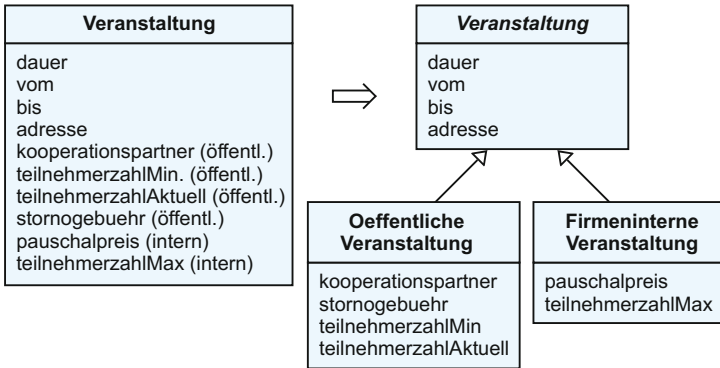 Veranstaltung
dauer
vom
bis
adresse
kooperationspartner (öffentl.)
teilnehmerzahlMin. (öffentl.)
teilnehmerzahlAktuell (öffentl.)
stornogebuehr (öffentl.)
pauschalpreis (intern)
teilnehmerzahlMax (intern)
Veranstaltung
dauer
vom
bis
adresse
Oeffentliche
Veranstaltung
kooperationspartner
stornogebuehr
teilnehmerzahlMin
teilnehmerzahlAktuell
Firmeninterne
Veranstaltung
pauschalpreis
teilnehmerzahlMax